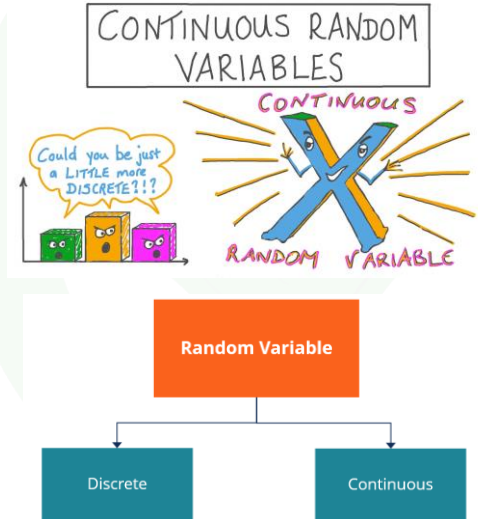 CONTINUOUS RANDOM
VARIABLES
CONTINUOUS
X
Could you be just
a LITTLE more
DISCRETE?!?
RANDOM VARIABLE
Random Variable
Discrete
Continuous